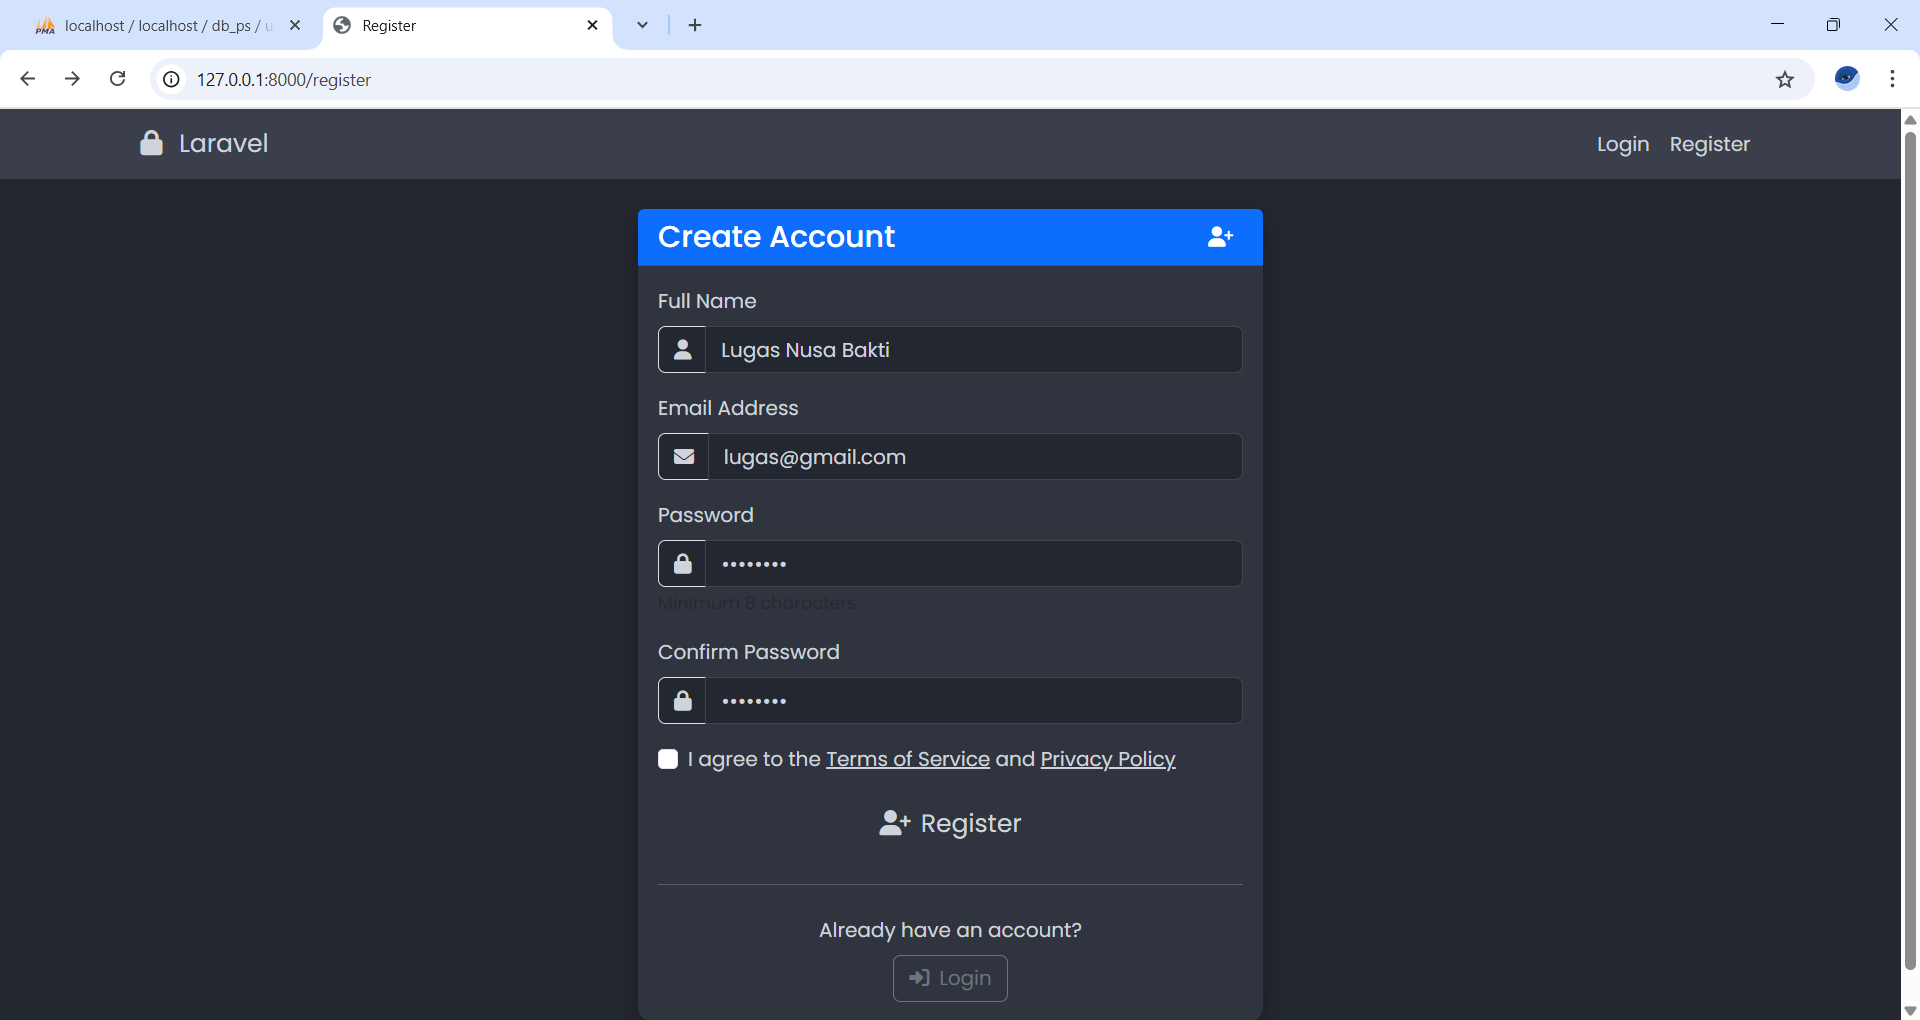 localhost / localhost / db_ps / u
Register
127.0.0.1:8000/register
Laravel
Login Register
Create Account
Full Name
Lugas Nusa Bakti
Email Address
lugas@gmail.com
Password
••••••••
Minimum 8 characters
Confirm Password
••••••••
I agree to the Terms of Service and Privacy Policy
Register
Already have an account?
Login